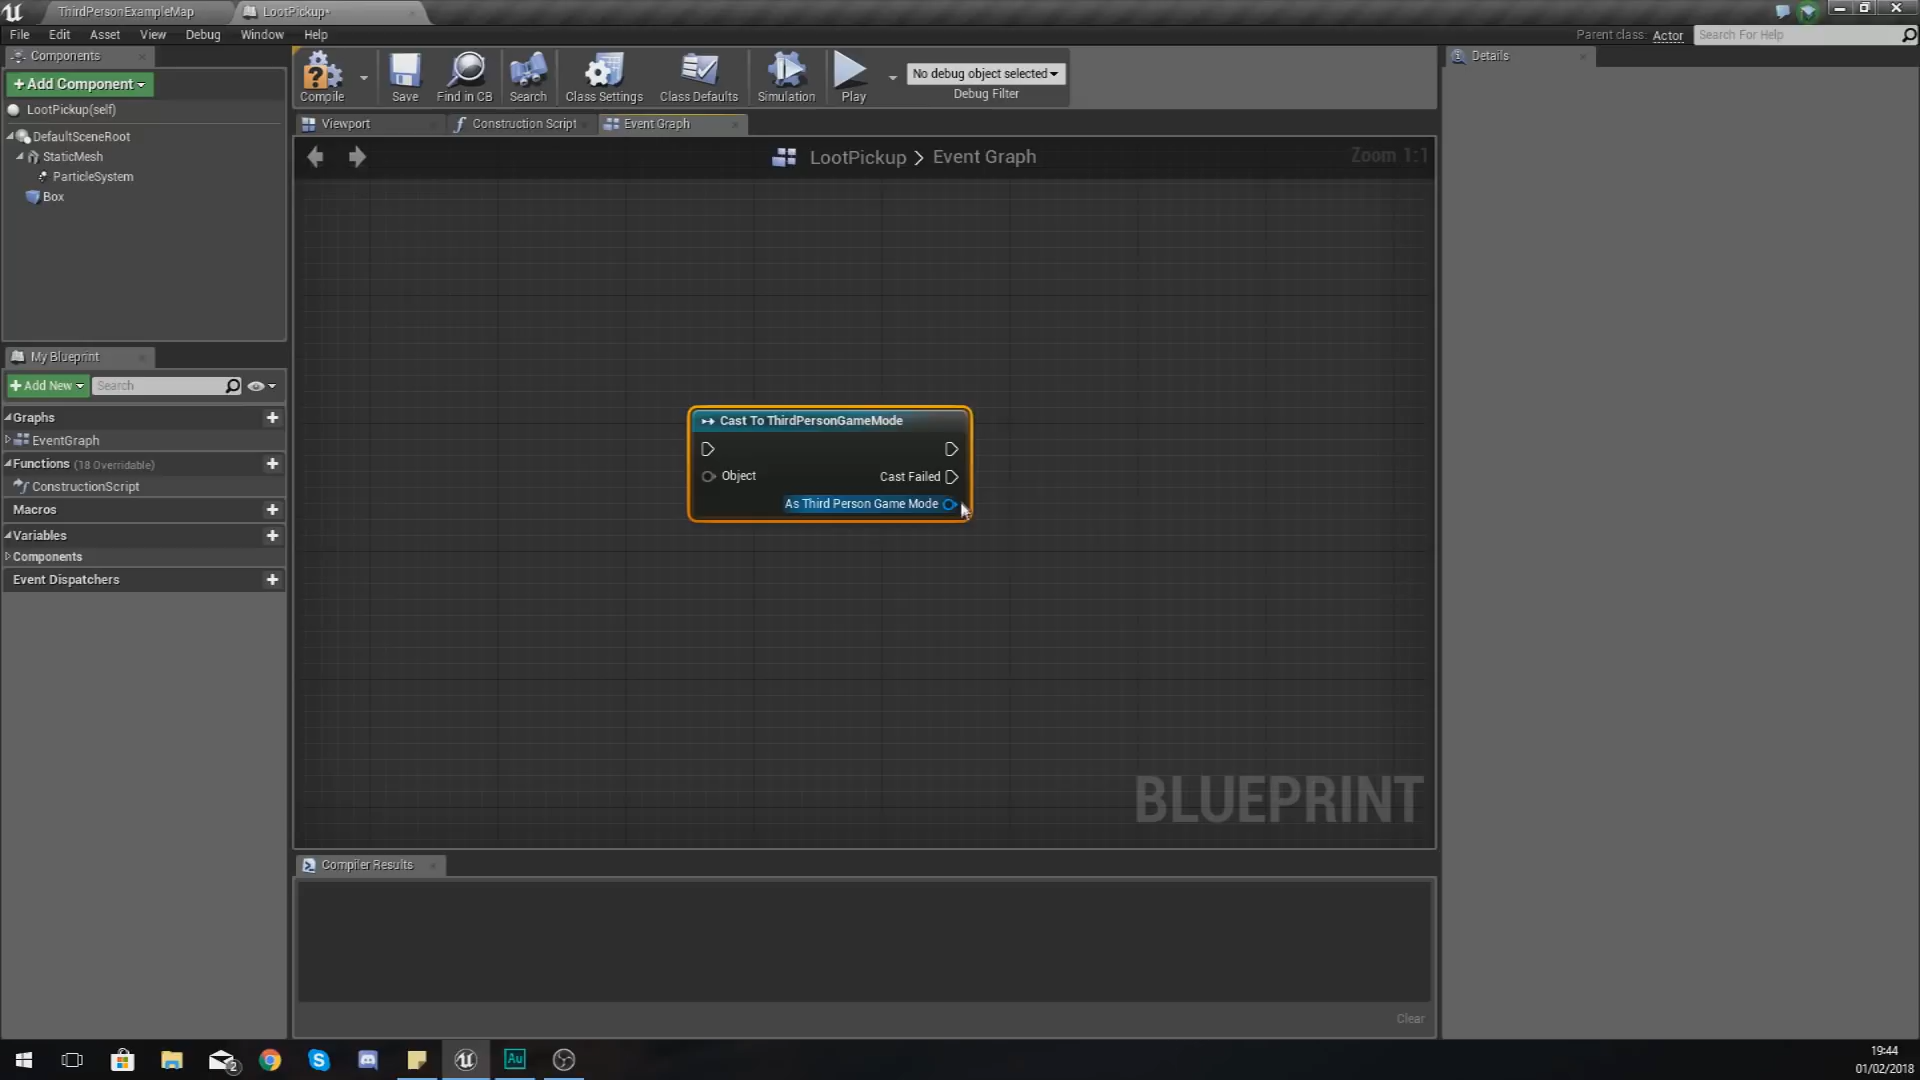 ThirdPersonExampleMap
LootPickup*
File Edit Asset View Debug Window Help
Parent class: Actor
Search For Help
Components
+ Add Component
LootPickup(self)
DefaultSceneRoot
StaticMesh
ParticleSystem
Box
Compile
Save
Find in CB
Search
Class Settings
Class Defaults
Simulation
Play
No debug object selected
Debug Filter
Details
Viewport
Construction Script
Event Graph
LootPickup > Event Graph
Zoom 1:1
My Blueprint
+ Add New
Search
Graphs
EventGraph
Functions (18 Overridable)
ConstructionScript
Macros
Variables
Components
Event Dispatchers
Cast To ThirdPersonGameMode
Object
Cast Failed
As Third Person Game Mode
BLUEPRINT
Compiler Results
Clear
2
Au
19:44
01/02/2018